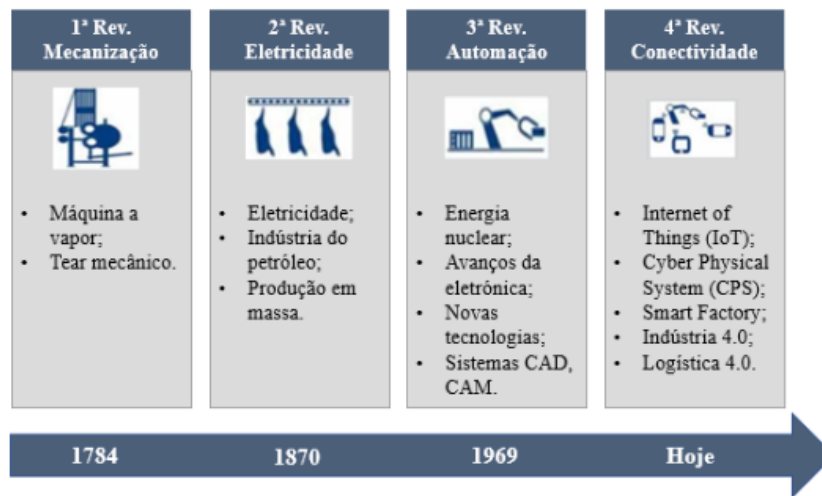 1ª Rev.
Mecanização
2ª Rev.
Eletricidade
3ª Rev.
Automação
4ª Rev.
Conectividade
• Máquina a
vapor;
• Tear mecânico.
• Eletricidade;
• Indústria do
petróleo;
• Produção em
massa.
• Energia
nuclear;
• Avanços da
eletrónica;
• Novas
tecnologias;
• Sistemas CAD,
CAM.
• Internet of
Things (IoT);
• Cyber Physical
System (CPS);
• Smart Factory;
• Indústria 4.0;
• Logística 4.0.
1784
1870
1969
Hoje